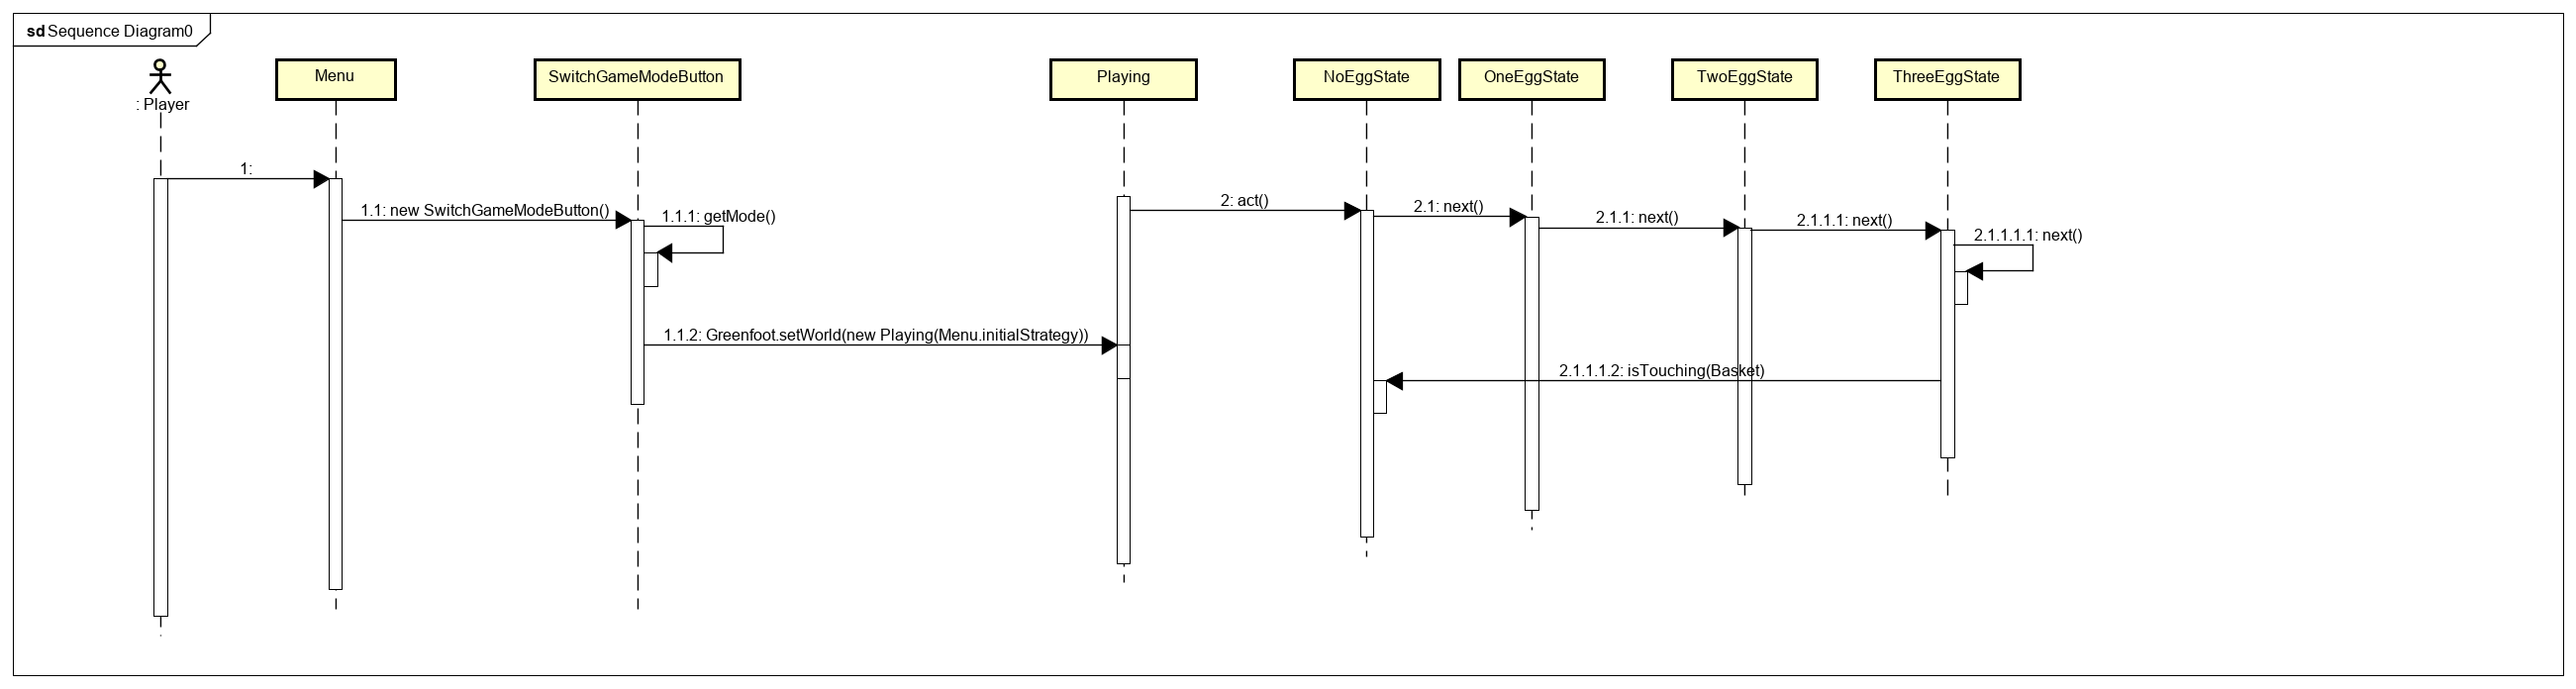 sd Sequence Diagram0
: Player
Menu
SwitchGameModeButton
Playing
NoEggState
OneEggState
TwoEggState
ThreeEggState
1:
1.1: new SwitchGameModeButton()
1.1.1: getMode()
2: act()
2.1: next()
2.1.1: next()
2.1.1.1: next()
2.1.1.1.1: next()
1.1.2: Greenfoot.setWorld(new Playing(Menu.initialStrategy))
2.1.1.1.2: isTouching(Basket)